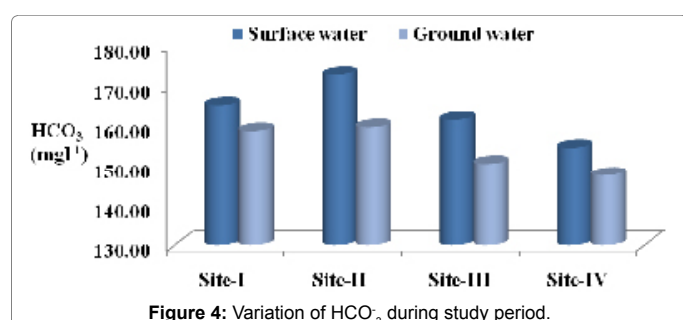 Surface water Ground water
180.00
170.00
160.00
150.00
140.00
130.00
HCO₃
(mgl⁻¹)
Site-I Site-II Site-III Site-IV
Figure 4: Variation of HCO⁻₃ during study period.